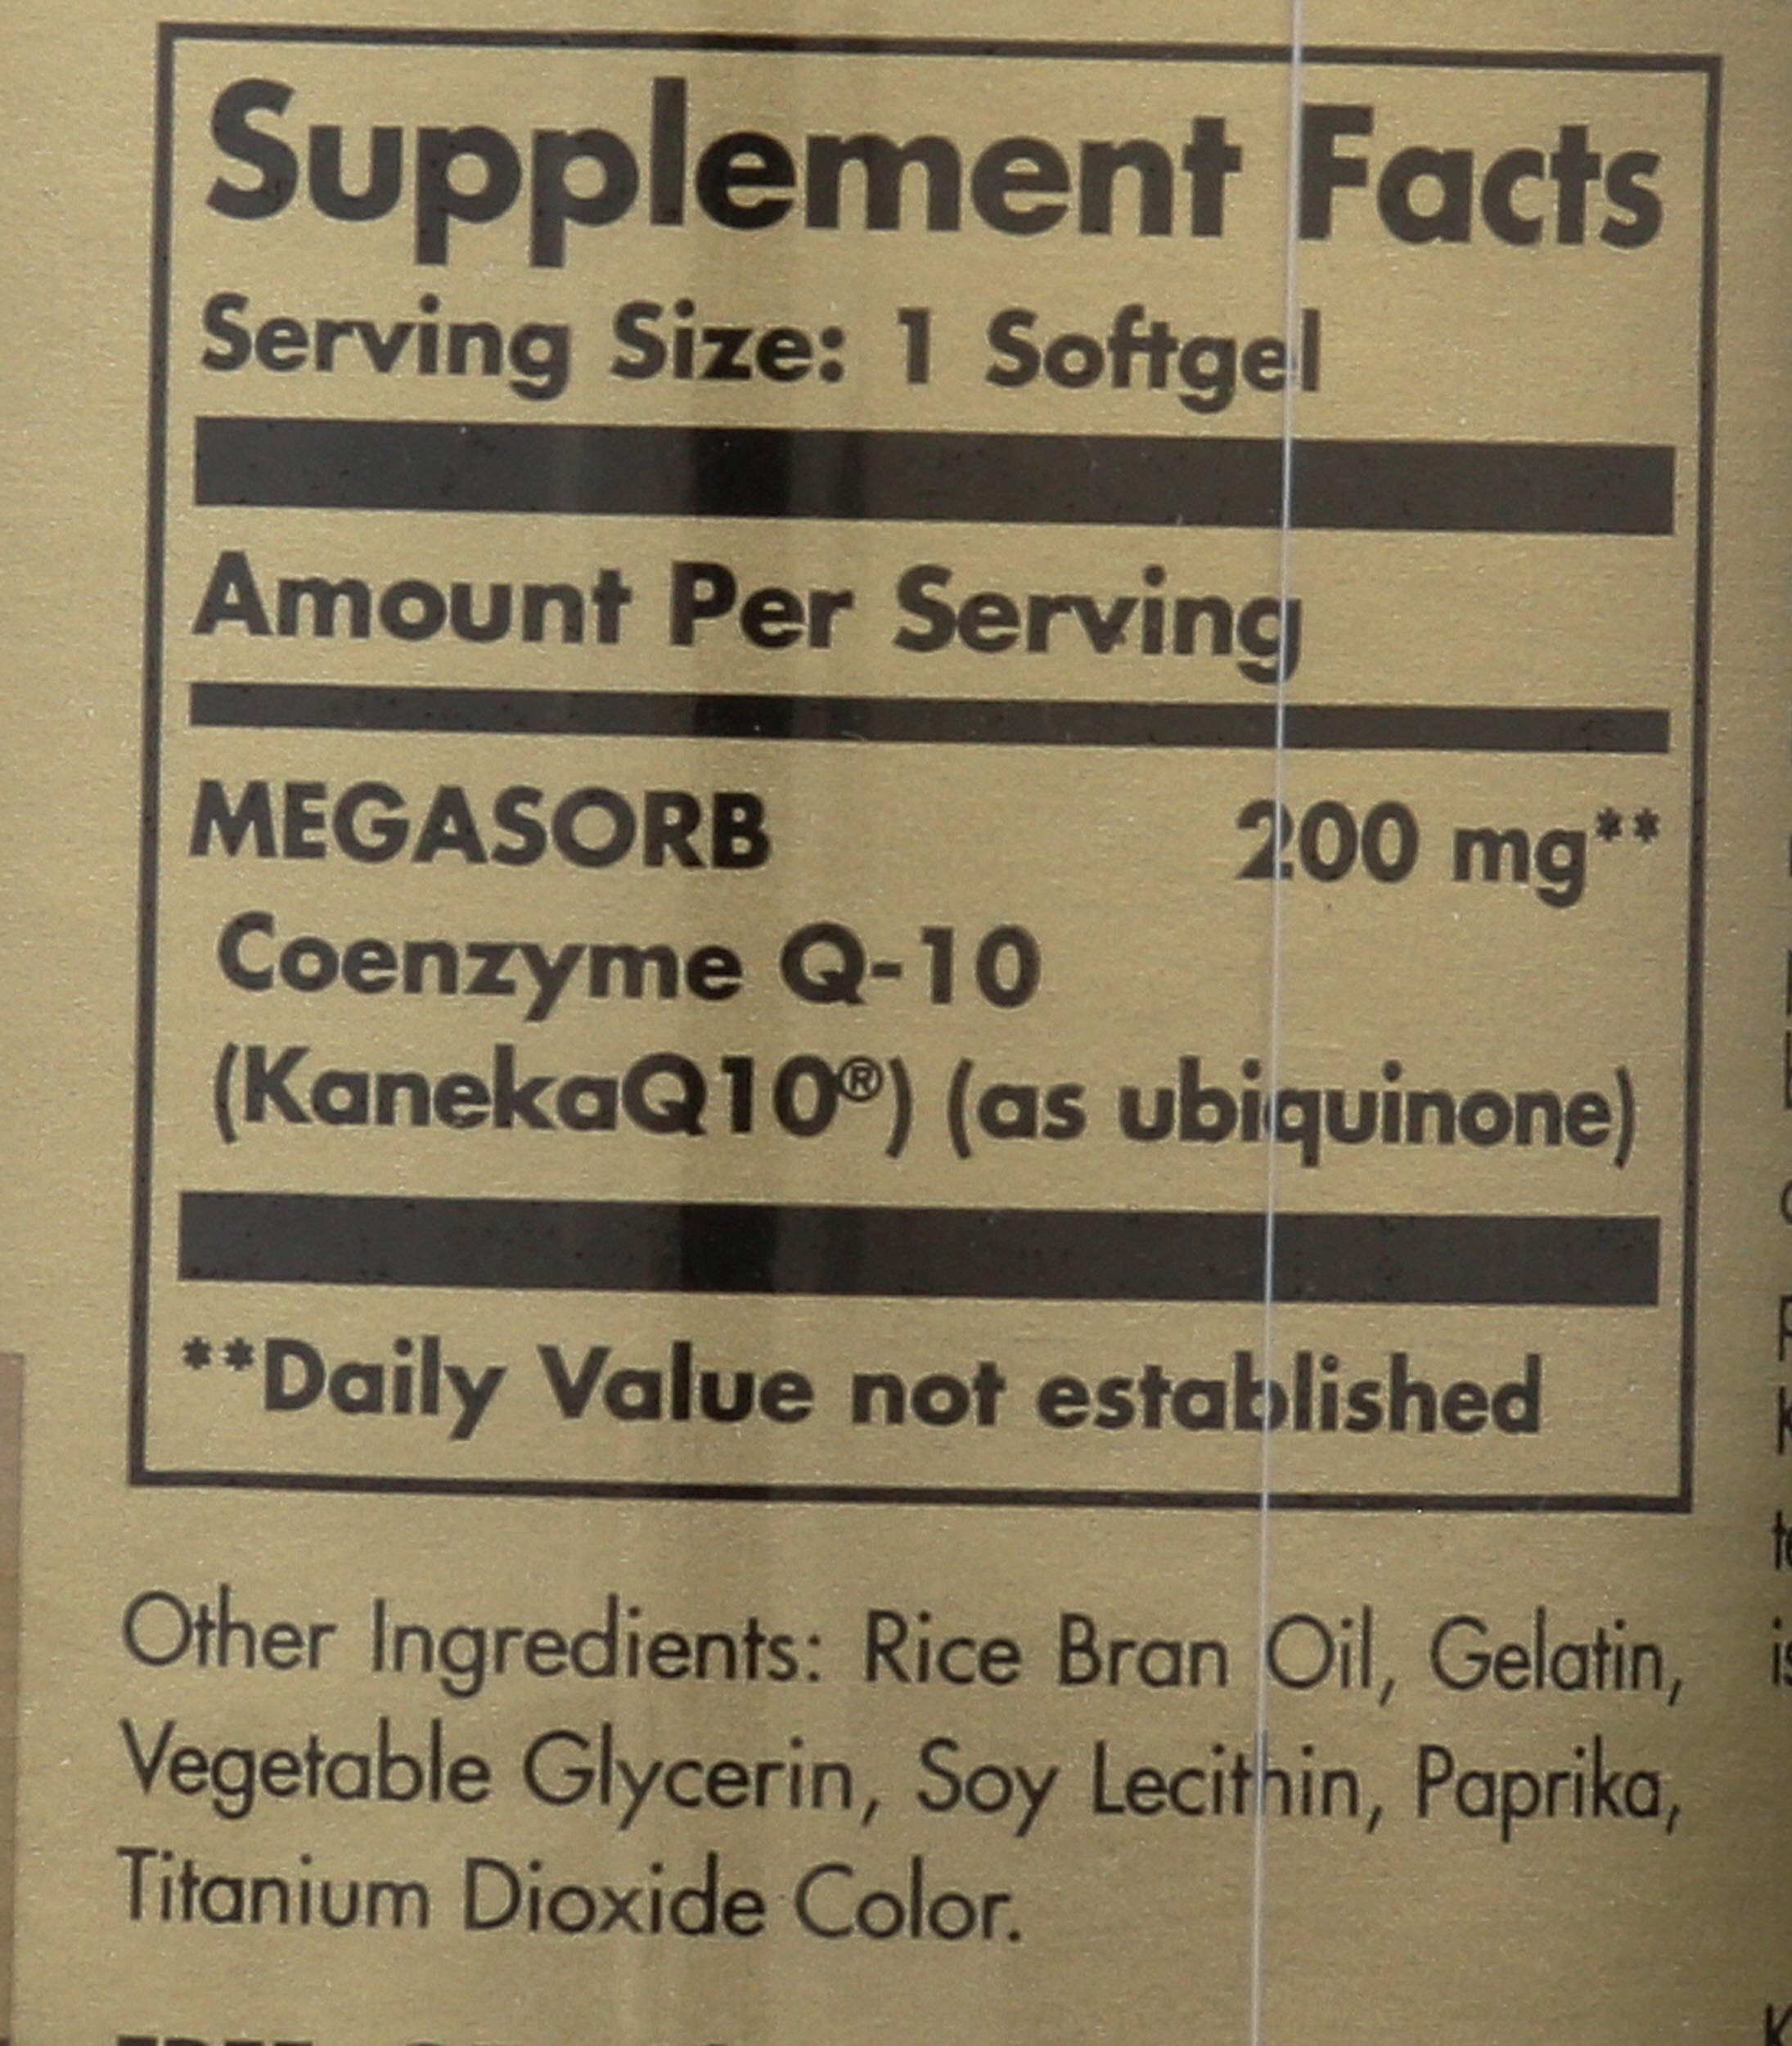 Supplement Facts
Serving Size: 1 Softgel
Amount Per Serving
MEGASORB 200 mg**
Coenzyme Q-10
(KanekaQ10®) (as ubiquinone)
**Daily Value not established
Other Ingredients: Rice Bran Oil, Gelatin,
Vegetable Glycerin, Soy Lecithin, Paprika,
Titanium Dioxide Color.